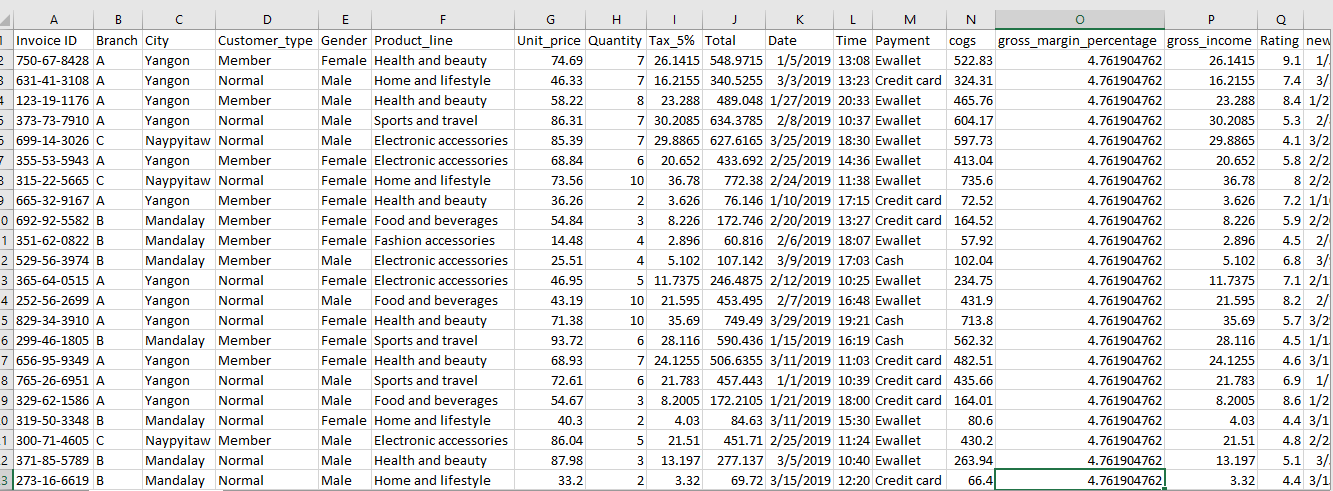 A B C D E F G H I J K L M N O P Q
1 Invoice ID Branch City Customer_type Gender Product_line Unit_price Quantity Tax_5% Total Date Time Payment cogs gross_margin_percentage gross_income Rating new
2 750-67-8428 A Yangon Member Female Health and beauty 74.69 7 26.1415 548.9715 1/5/2019 13:08 Ewallet 522.83 4.761904762 26.1415 9.1 1/
3 631-41-3108 A Yangon Normal Male Home and lifestyle 46.33 7 16.2155 340.5255 3/3/2019 13:23 Credit card 324.31 4.761904762 16.2155 7.4 3/
4 123-19-1176 A Yangon Member Male Health and beauty 58.22 8 23.288 489.048 1/27/2019 20:33 Ewallet 465.76 4.761904762 23.288 8.4 1/2
5 373-73-7910 A Yangon Normal Male Sports and travel 86.31 7 30.2085 634.3785 2/8/2019 10:37 Ewallet 604.17 4.761904762 30.2085 5.3 2/
6 699-14-3026 C Naypyitaw Normal Male Electronic accessories 85.39 7 29.8865 627.6165 3/25/2019 18:30 Ewallet 597.73 4.761904762 29.8865 4.1 3/2
7 355-53-5943 A Yangon Member Female Electronic accessories 68.84 6 20.652 433.692 2/25/2019 14:36 Ewallet 413.04 4.761904762 20.652 5.8 2/2
8 315-22-5665 C Naypyitaw Normal Female Home and lifestyle 73.56 10 36.78 772.38 2/24/2019 11:38 Ewallet 735.6 4.761904762 36.78 8 2/2
9 665-32-9167 A Yangon Member Female Health and beauty 36.26 2 3.626 76.146 1/10/2019 17:15 Credit card 72.52 4.761904762 3.626 7.2 1/1
0 692-92-5582 B Mandalay Member Female Food and beverages 54.84 3 8.226 172.746 2/20/2019 13:27 Credit card 164.52 4.761904762 8.226 5.9 2/2
1 351-62-0822 B Mandalay Member Female Fashion accessories 14.48 4 2.896 60.816 2/6/2019 18:07 Ewallet 57.92 4.761904762 2.896 4.5 2/
2 529-56-3974 B Mandalay Member Male Electronic accessories 25.51 4 5.102 107.142 3/9/2019 17:03 Cash 102.04 4.761904762 5.102 6.8 3/
3 365-64-0515 A Yangon Normal Female Electronic accessories 46.95 5 11.7375 246.4875 2/12/2019 10:25 Ewallet 234.75 4.761904762 11.7375 7.1 2/1
4 252-56-2699 A Yangon Normal Male Food and beverages 43.19 10 21.595 453.495 2/7/2019 16:48 Ewallet 431.9 4.761904762 21.595 8.2 2/
5 829-34-3910 A Yangon Normal Female Health and beauty 71.38 10 35.69 749.49 3/29/2019 19:21 Cash 713.8 4.761904762 35.69 5.7 3/2
6 299-46-1805 B Mandalay Member Female Sports and travel 93.72 6 28.116 590.436 1/15/2019 16:19 Cash 562.32 4.761904762 28.116 4.5 1/1
7 656-95-9349 A Yangon Member Female Health and beauty 68.93 7 24.1255 506.6355 3/11/2019 11:03 Credit card 482.51 4.761904762 24.1255 4.6 3/1
8 765-26-6951 A Yangon Normal Male Sports and travel 72.61 6 21.783 457.443 1/1/2019 10:39 Credit card 435.66 4.761904762 21.783 6.9 1/
9 329-62-1586 A Yangon Normal Male Food and beverages 54.67 3 8.2005 172.2105 1/21/2019 18:00 Credit card 164.01 4.761904762 8.2005 8.6 1/2
0 319-50-3348 B Mandalay Normal Female Home and lifestyle 40.3 2 4.03 84.63 3/11/2019 15:30 Ewallet 80.6 4.761904762 4.03 4.4 3/1
1 300-71-4605 C Naypyitaw Member Male Electronic accessories 86.04 5 21.51 451.71 2/25/2019 11:24 Ewallet 430.2 4.761904762 21.51 4.8 2/2
2 371-85-5789 B Mandalay Normal Male Health and beauty 87.98 3 13.197 277.137 3/5/2019 10:40 Ewallet 263.94 4.761904762 13.197 5.1 3/
3 273-16-6619 B Mandalay Normal Male Home and lifestyle 33.2 2 3.32 69.72 3/15/2019 12:20 Credit card 66.4 4.761904762 3.32 4.4 3/1